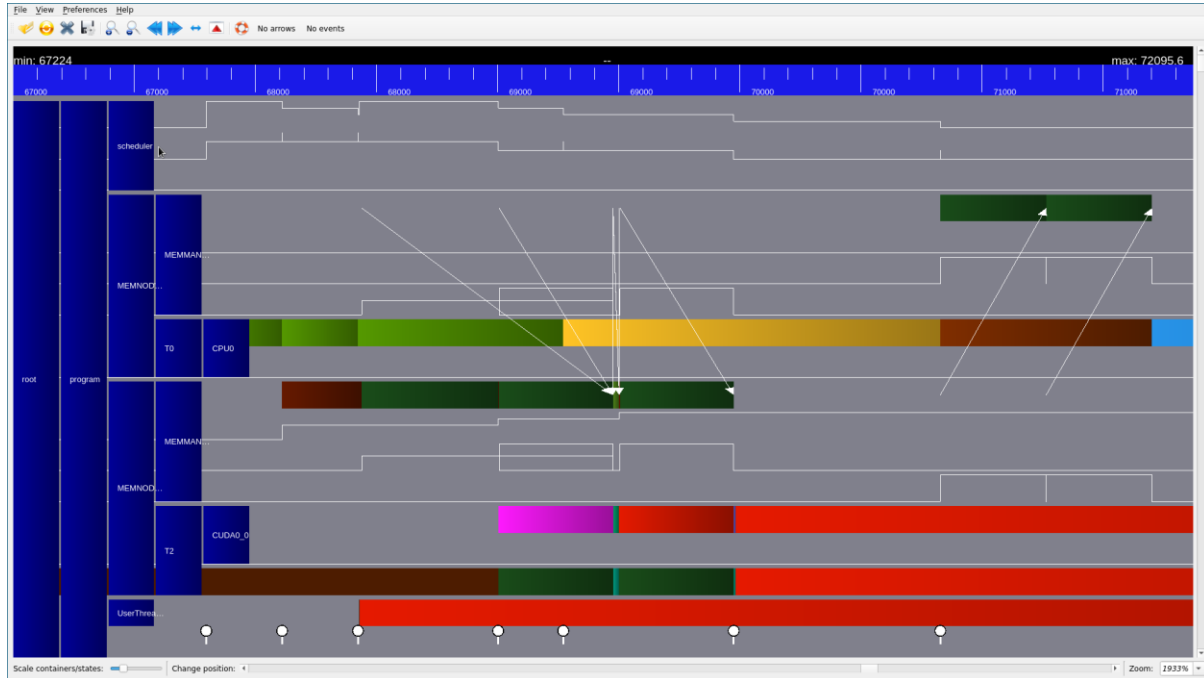 File View Preferences Help
No arrows No events
min: 67224 -- max: 72095.6
67000 67000 68000 68000 69000 69000 70000 70000 71000 71000
scheduler
MEMMAN...
MEMNOD...
T0 CPU0
root program
MEMMAN...
MEMNOD...
CUDA0_0
T2
UserThrea...
Scale containers/states: Change position: Zoom: 1933%